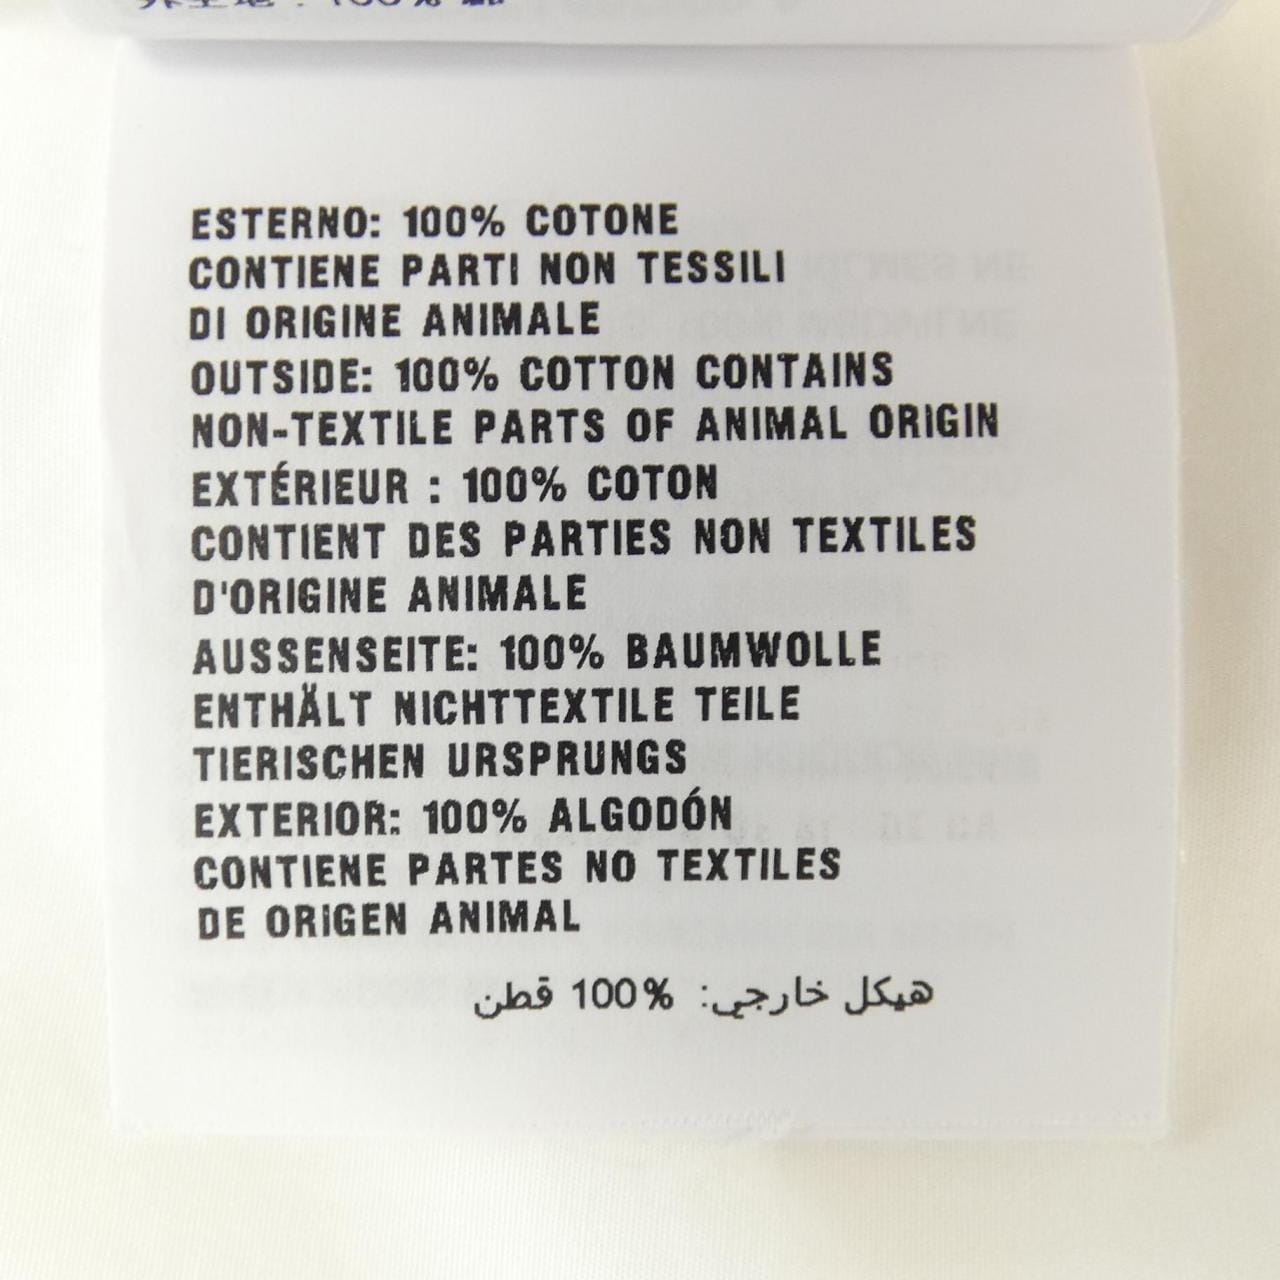 ESTERNO: 100% COTONE
CONTIENE PARTI NON TESSILI
DI ORIGINE ANIMALE
OUTSIDE: 100% COTTON CONTAINS
NON-TEXTILE PARTS OF ANIMAL ORIGIN
EXTÉRIEUR : 100% COTON
CONTIENT DES PARTIES NON TEXTILES
D'ORIGINE ANIMALE
AUSSENSEITE: 100% BAUMWOLLE
ENTHÄLT NICHTTEXTILE TEILE
TIERISCHEN URSPRUNGS
EXTERIOR: 100% ALGODÓN
CONTIENE PARTES NO TEXTILES
DE ORIGEN ANIMAL
هيكل خارجي: %100 قطن